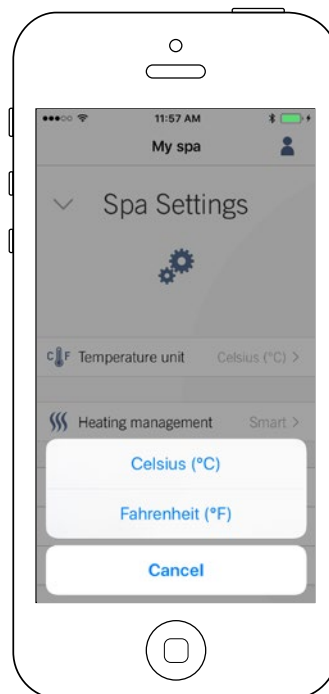 11:57 AM
My spa
Spa Settings
C F Temperature unit Celsius (°C) >
Heating management Smart >
Celsius (°C)
Fahrenheit (°F)
Cancel